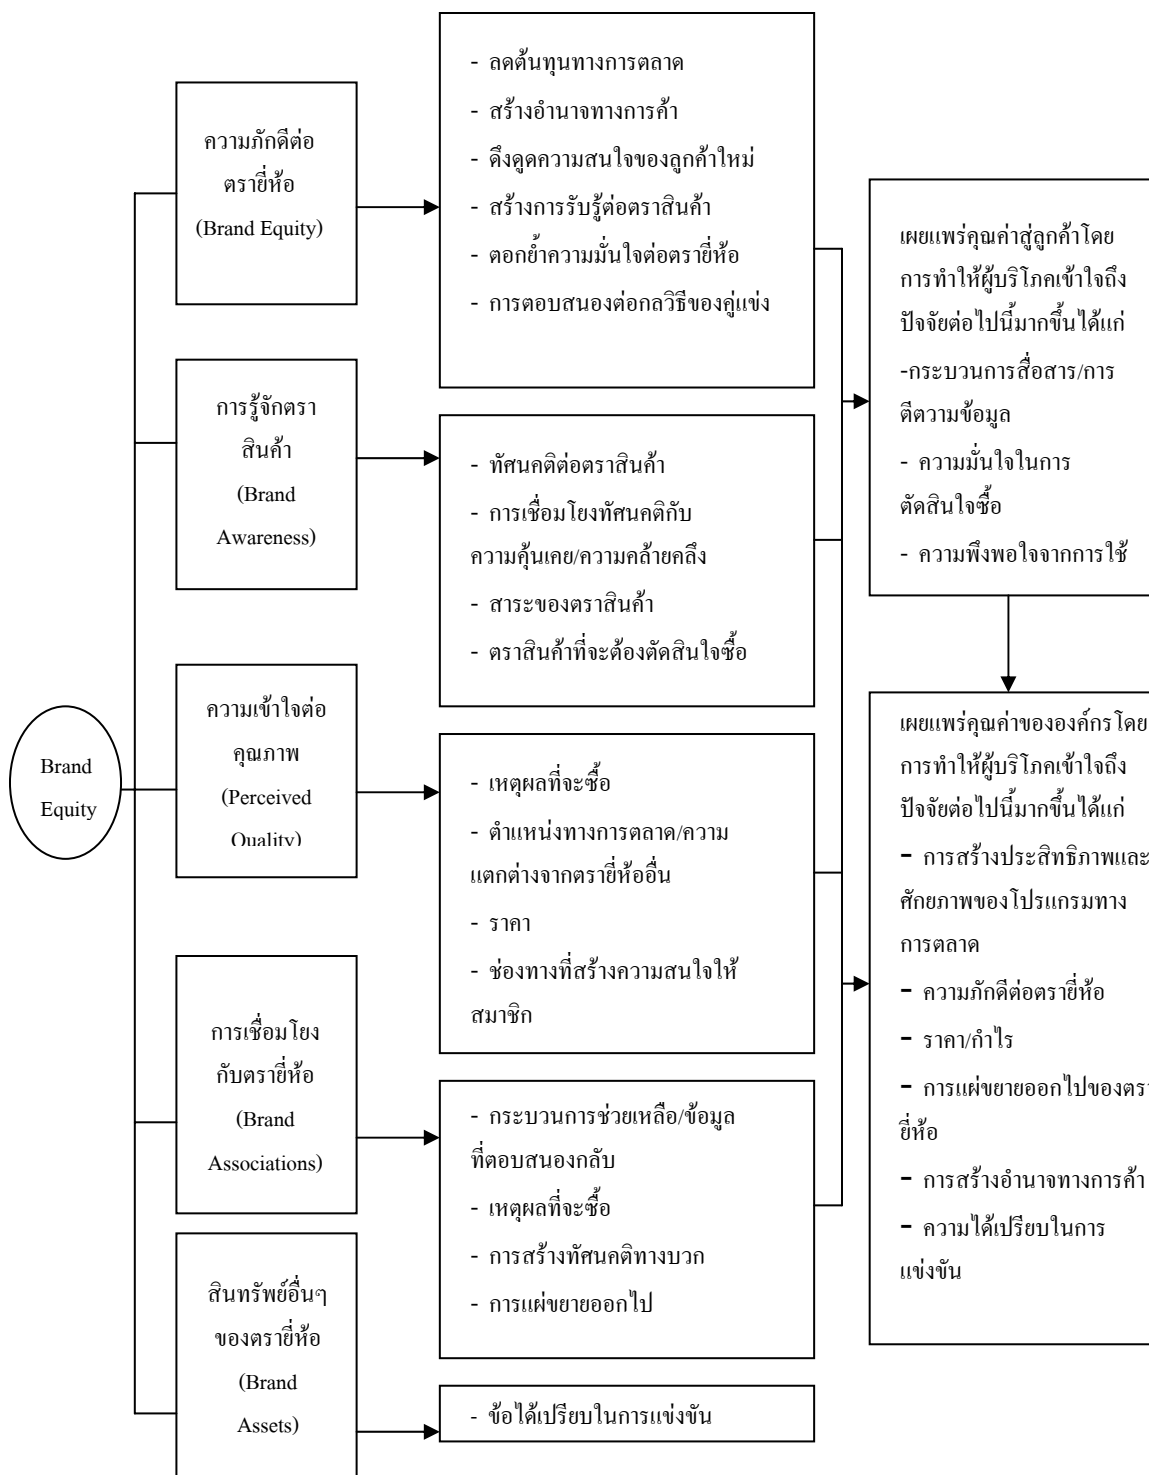 Brand
Equity
ความภักดีต่อ
ตรายี่ห้อ
(Brand Equity)
- ลดต้นทุนทางการตลาด
- สร้างอำนาจทางการค้า
- ดึงดูดความสนใจของลูกค้าใหม่
- สร้างการรับรู้ต่อตราสินค้า
- ตอกย้ำความมั่นใจต่อตรายี่ห้อ
- การตอบสนองต่อกลวิธีของคู่แข่ง
การรู้จักตรา
สินค้า
(Brand
Awareness)
- ทัศนคติต่อตราสินค้า
- การเชื่อมโยงทัศนคติกับ
ความคุ้นเคย/ความคล้ายคลึง
- สาระของตราสินค้า
- ตราสินค้าที่จะต้องตัดสินใจซื้อ
ความเข้าใจต่อ
คุณภาพ
(Perceived
Quality)
- เหตุผลที่จะซื้อ
- ตำแหน่งทางการตลาด/ความ
แตกต่างจากตรายี่ห้ออื่น
- ราคา
- ช่องทางที่สร้างความสนใจให้
สมาชิก
การเชื่อมโยง
กับตรายี่ห้อ
(Brand
Associations)
- กระบวนการช่วยเหลือ/ข้อมูล
ที่ตอบสนองกลับ
- เหตุผลที่จะซื้อ
- การสร้างทัศนคติทางบวก
- การแผ่ขยายออกไป
สินทรัพย์อื่นๆ
ของตรายี่ห้อ
(Brand
Assets)
- ข้อได้เปรียบในการแข่งขัน
เผยแพร่คุณค่าสู่ลูกค้าโดย
การทำให้ผู้บริโภคเข้าใจถึง
ปัจจัยต่อไปนี้มากขึ้นได้แก่
-กระบวนการสื่อสาร/การ
ตีความข้อมูล
- ความมั่นใจในการ
ตัดสินใจซื้อ
- ความพึงพอใจจากการใช้
เผยแพร่คุณค่าขององค์กรโดย
การทำให้ผู้บริโภคเข้าใจถึง
ปัจจัยต่อไปนี้มากขึ้นได้แก่
- การสร้างประสิทธิภาพและ
ศักยภาพของโปรแกรมทาง
การตลาด
- ความภักดีต่อตรายี่ห้อ
- ราคา/กำไร
- การแผ่ขยายออกไปของตรา
ยี่ห้อ
- การสร้างอำนาจทางการค้า
- ความได้เปรียบในการ
แข่งขัน